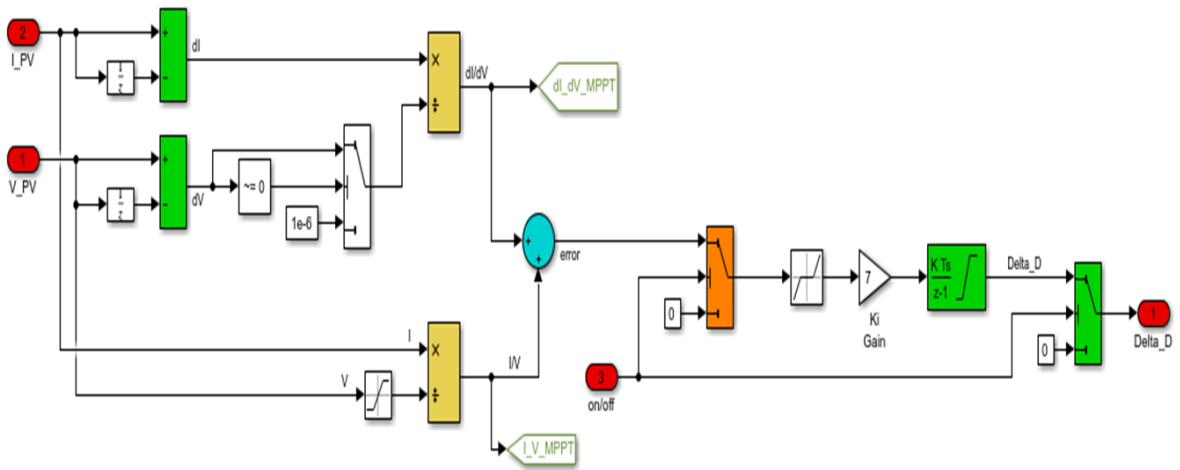 2
I_PV
+
-
1
z
dI
1
V_PV
+
-
1
z
dV
~= 0
1e-6
×
÷
dI/dV
dI_dV_MPPT
+
+
error
I
V
×
÷
I/V
I_V_MPPT
0
3
on/off
7
Ki
Gain
K Ts
z-1
Delta_D
0
1
Delta_D